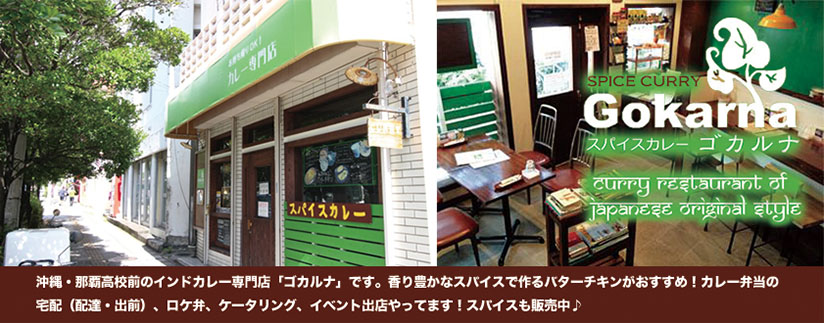 カレー専門店
スパイスカレー
SPICE CURRY
Gokarna
スパイスカレー ゴカルナ
curry restaurant of
japanese original style
沖縄・那覇高校前のインドカレー専門店「ゴカルナ」です。香り豊かなスパイスで作るバターチキンがおすすめ！カレー弁当の
宅配（配達・出前）、ロケ弁、ケータリング、イベント出店やってます！スパイスも販売中♪